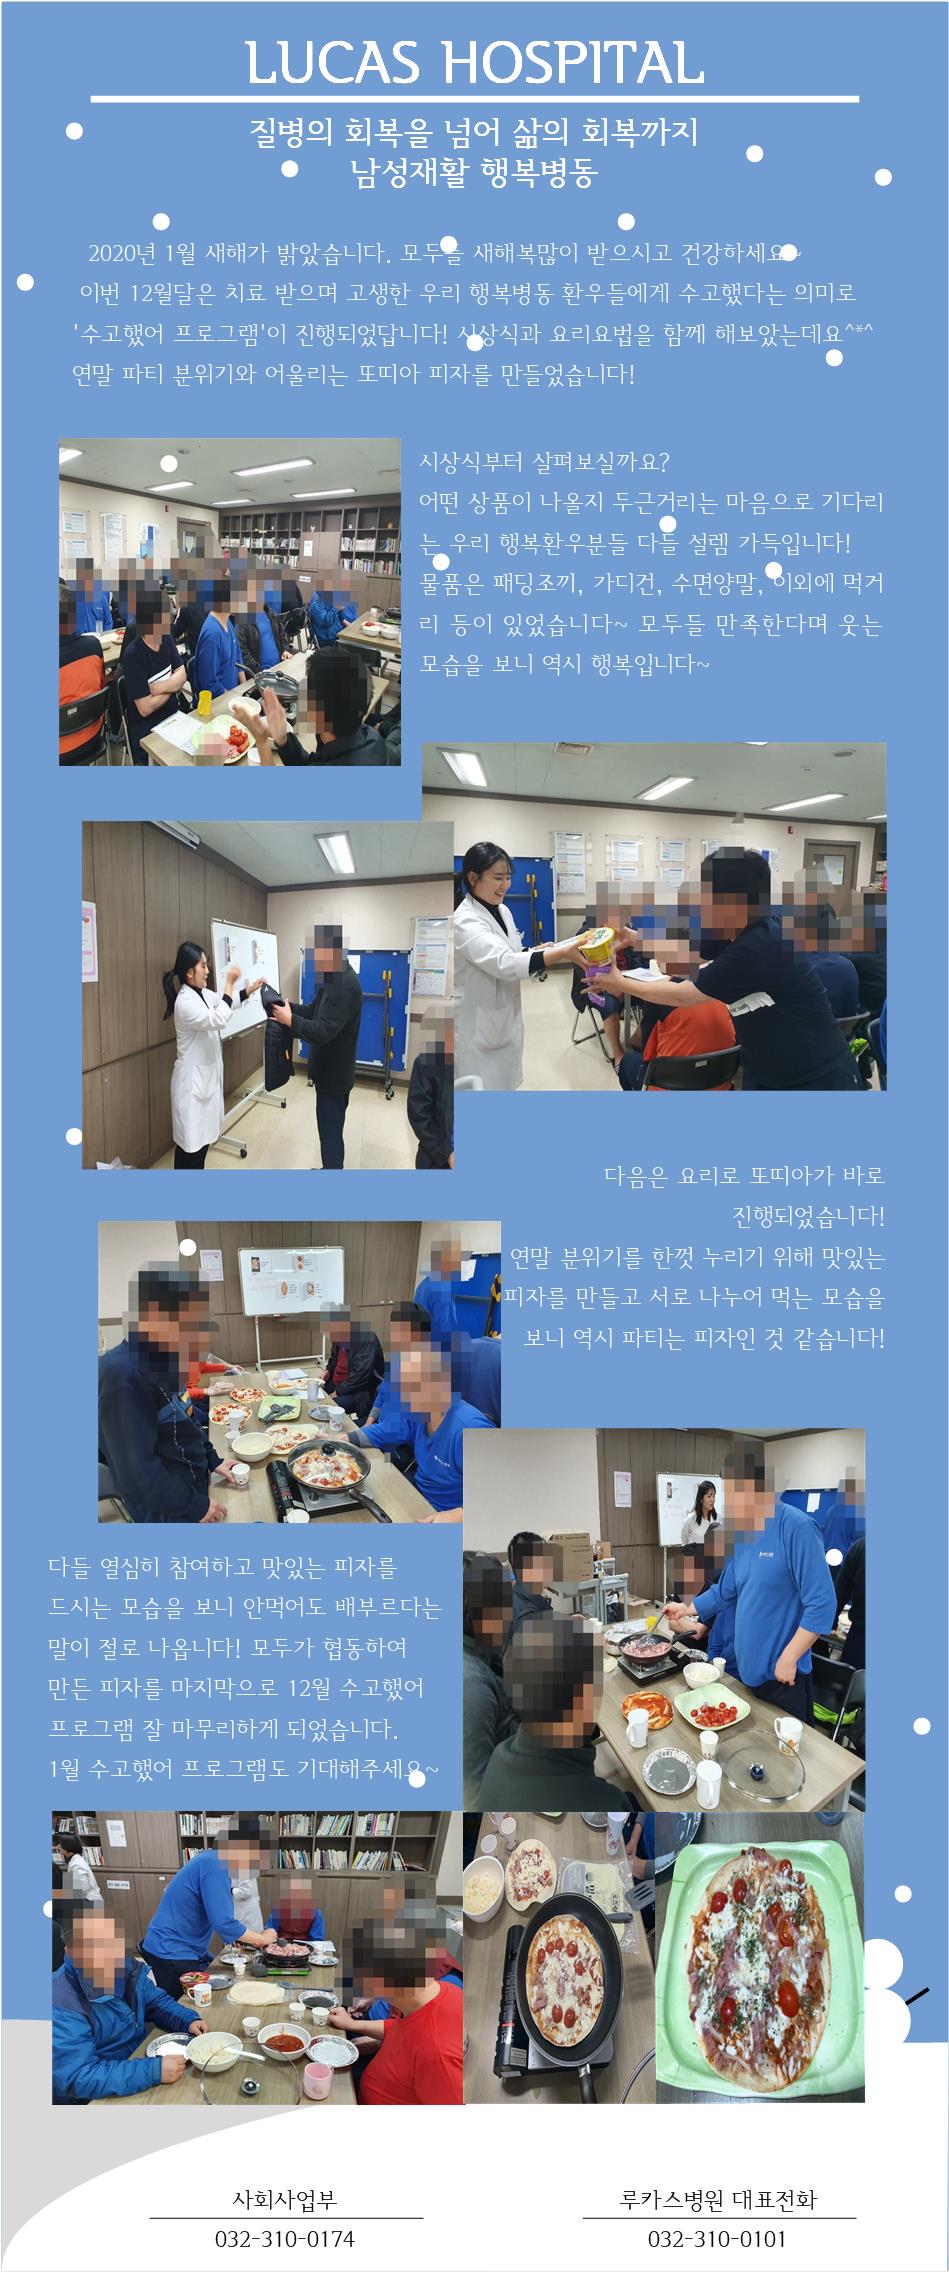 LUCAS HOSPITAL
질병의 회복을 넘어 삶의 회복까지
남성재활 행복병동
2020년 1월 새해가 밝았습니다. 모두들 새해복많이 받으시고 건강하세요~
이번 12월달은 치료 받으며 고생한 우리 행복병동 환우들에게 수고했다는 의미로
'수고했어 프로그램'이 진행되었답니다! 시상식과 요리요법을 함께 해보았는데요^*^
연말 파티 분위기와 어울리는 또띠아 피자를 만들었습니다!
시상식부터 살펴보실까요?
어떤 상품이 나올지 두근거리는 마음으로 기다리
는 우리 행복환우분들 다들 설렘 가득입니다!
물품은 패딩조끼, 가디건, 수면양말, 이외에 먹거
리 등이 있었습니다~ 모두들 만족한다며 웃는
모습을 보니 역시 행복입니다~
다음은 요리로 또띠아가 바로
진행되었습니다!
연말 분위기를 한껏 누리기 위해 맛있는
피자를 만들고 서로 나누어 먹는 모습을
보니 역시 파티는 피자인 것 같습니다!
다들 열심히 참여하고 맛있는 피자를
드시는 모습을 보니 안먹어도 배부르다는
말이 절로 나옵니다! 모두가 협동하여
만든 피자를 마지막으로 12월 수고했어
프로그램 잘 마무리하게 되었습니다.
1월 수고했어 프로그램도 기대해주세요~
사회사업부
032-310-0174
루카스병원 대표전화
032-310-0101